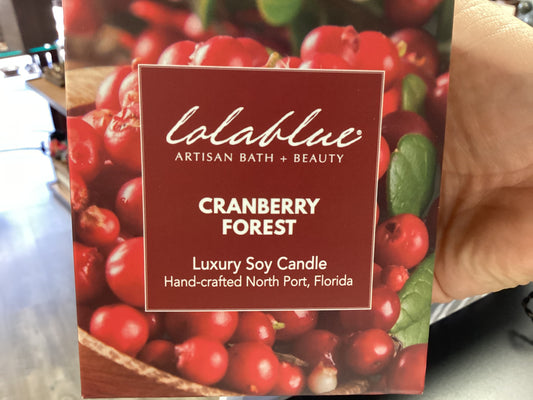 lolablue®
ARTISAN BATH + BEAUTY
CRANBERRY
FOREST
Luxury Soy Candle
Hand-crafted North Port, Florida